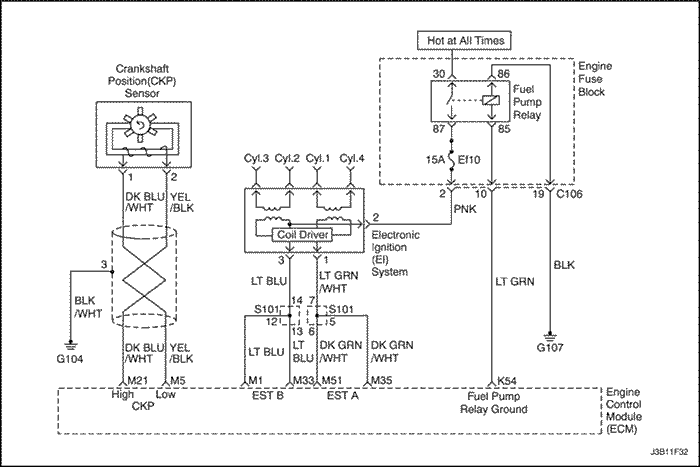 Hot at All Times
Crankshaft
Position(CKP)
Sensor
30
86
Engine
Fuse
Block
Fuel
Pump
Relay
87
85
15A
Ef10
Cyl.3
Cyl.2
Cyl.1
Cyl.4
1
2
DK BLU
/WHT
YEL
/BLK
2
10
19
C106
PNK
2
Coil Driver
Electronic
Ignition
(EI)
System
3
1
3
LT BLU
LT GRN
/WHT
LT GRN
BLK
BLK
/WHT
14
7
S101
S101
12
13
6
5
G104
G107
DK BLU
/WHT
YEL
/BLK
LT BLU
LT
BLU
DK GRN
/WHT
DK GRN
/WHT
M21
M5
M1
M33
M51
M35
K54
High
Low
CKP
EST B
EST A
Fuel Pump
Relay Ground
Engine
Control
Module
(ECM)
J3B11F32